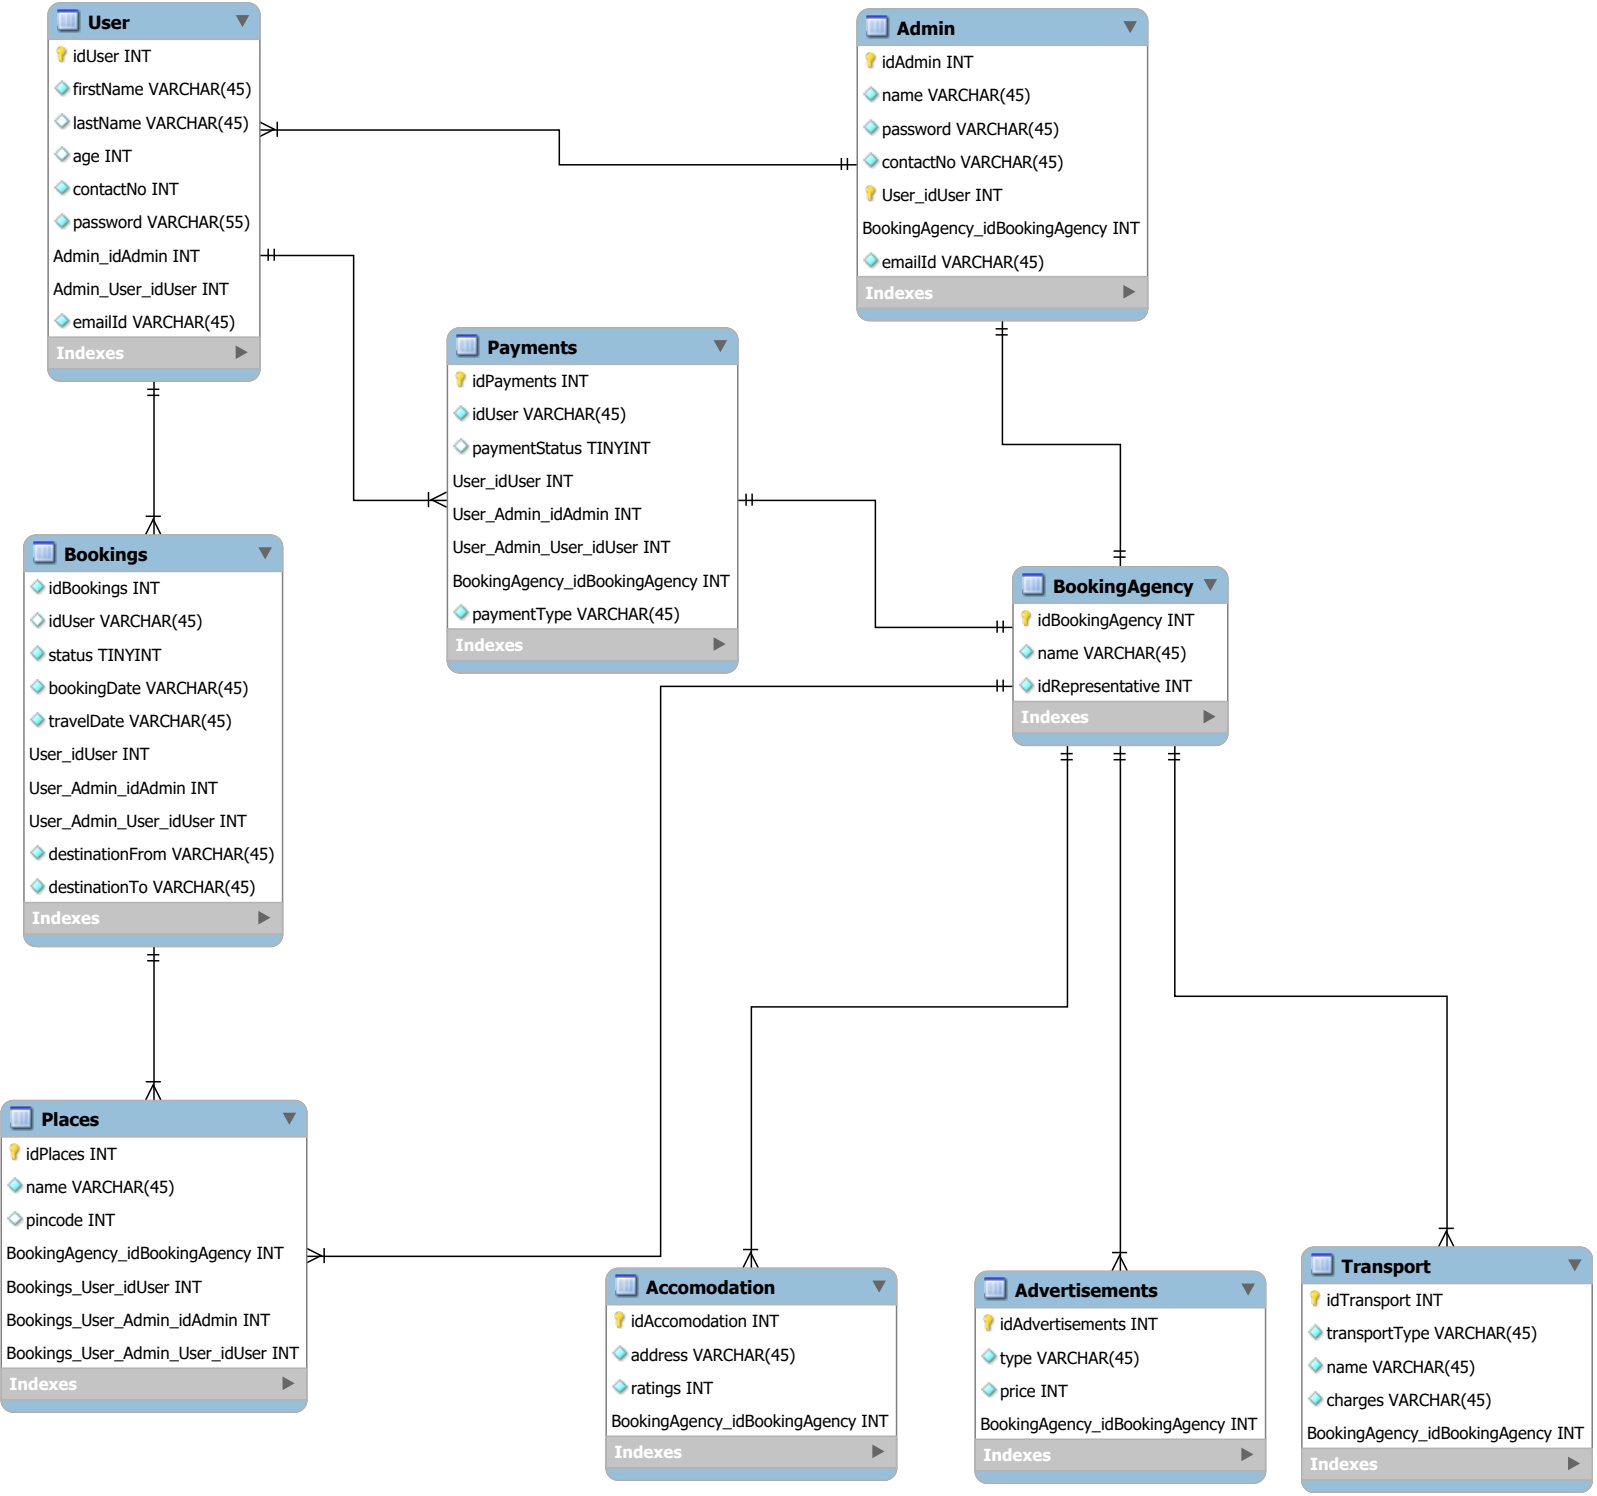 User
idUser INT
firstName VARCHAR(45)
lastName VARCHAR(45)
age INT
contactNo INT
password VARCHAR(55)
Admin_idAdmin INT
Admin_User_idUser INT
emailId VARCHAR(45)
Indexes
Admin
idAdmin INT
name VARCHAR(45)
password VARCHAR(45)
contactNo VARCHAR(45)
User_idUser INT
BookingAgency_idBookingAgency INT
emailId VARCHAR(45)
Indexes
Payments
idPayments INT
idUser VARCHAR(45)
paymentStatus TINYINT
User_idUser INT
User_Admin_idAdmin INT
User_Admin_User_idUser INT
BookingAgency_idBookingAgency INT
paymentType VARCHAR(45)
Indexes
Bookings
idBookings INT
idUser VARCHAR(45)
status TINYINT
bookingDate VARCHAR(45)
travelDate VARCHAR(45)
User_idUser INT
User_Admin_idAdmin INT
User_Admin_User_idUser INT
destinationFrom VARCHAR(45)
destinationTo VARCHAR(45)
Indexes
BookingAgency
idBookingAgency INT
name VARCHAR(45)
idRepresentative INT
Indexes
Places
idPlaces INT
name VARCHAR(45)
pincode INT
BookingAgency_idBookingAgency INT
Bookings_User_idUser INT
Bookings_User_Admin_idAdmin INT
Bookings_User_Admin_User_idUser INT
Indexes
Accomodation
idAccomodation INT
address VARCHAR(45)
ratings INT
BookingAgency_idBookingAgency INT
Indexes
Advertisements
idAdvertisements INT
type VARCHAR(45)
price INT
BookingAgency_idBookingAgency INT
Indexes
Transport
idTransport INT
transportType VARCHAR(45)
name VARCHAR(45)
charges VARCHAR(45)
BookingAgency_idBookingAgency INT
Indexes